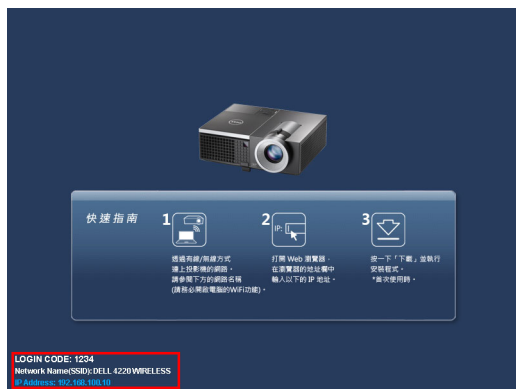 快速指南
1
透過有線/無線方式
連上投影機的網路，
請參閱下方的網路名稱
(請務必開啟電腦的WiFi功能)。
2
IP:
打開 Web 瀏覽器，
在瀏覽器的地址欄中
輸入以下的 IP 地址。
3
按一下「下載」並執行
安裝程式。
*首次使用時。
LOGIN CODE: 1234
Network Name(SSID): DELL 4220 WIRELESS
IP Address: 192.168.100.10